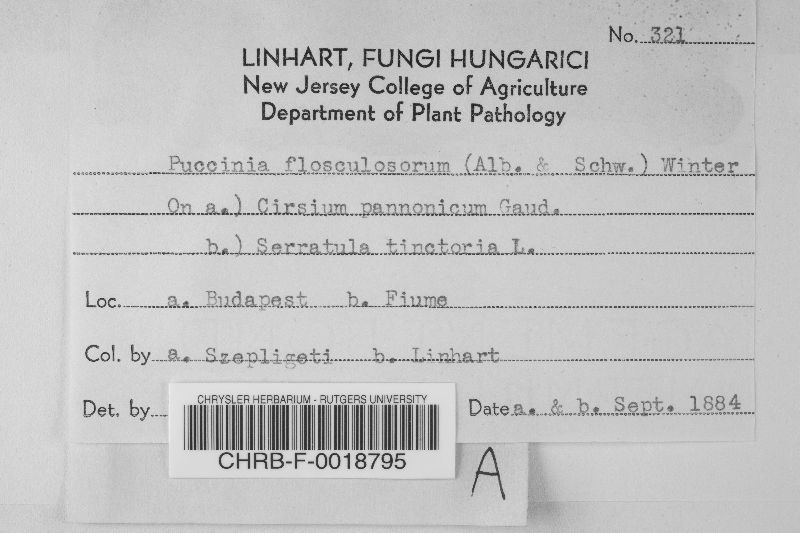 No. 321
LINHART, FUNGI HUNGARICI
New Jersey College of Agriculture
Department of Plant Pathology
Puccinia flosculosorum (Alb. & Schw.) Winter
On a.) Cirsium pannonicum Gaud.
b.) Serratula tinctoria L.
Loc. a. Budapest b. Fiume
Col. by a. Szepligeti b. Linhart
Det. by Date a. & b. Sept. 1884
CHRYSLER HERBARIUM - RUTGERS UNIVERSITY
CHRB-F-0018795
A